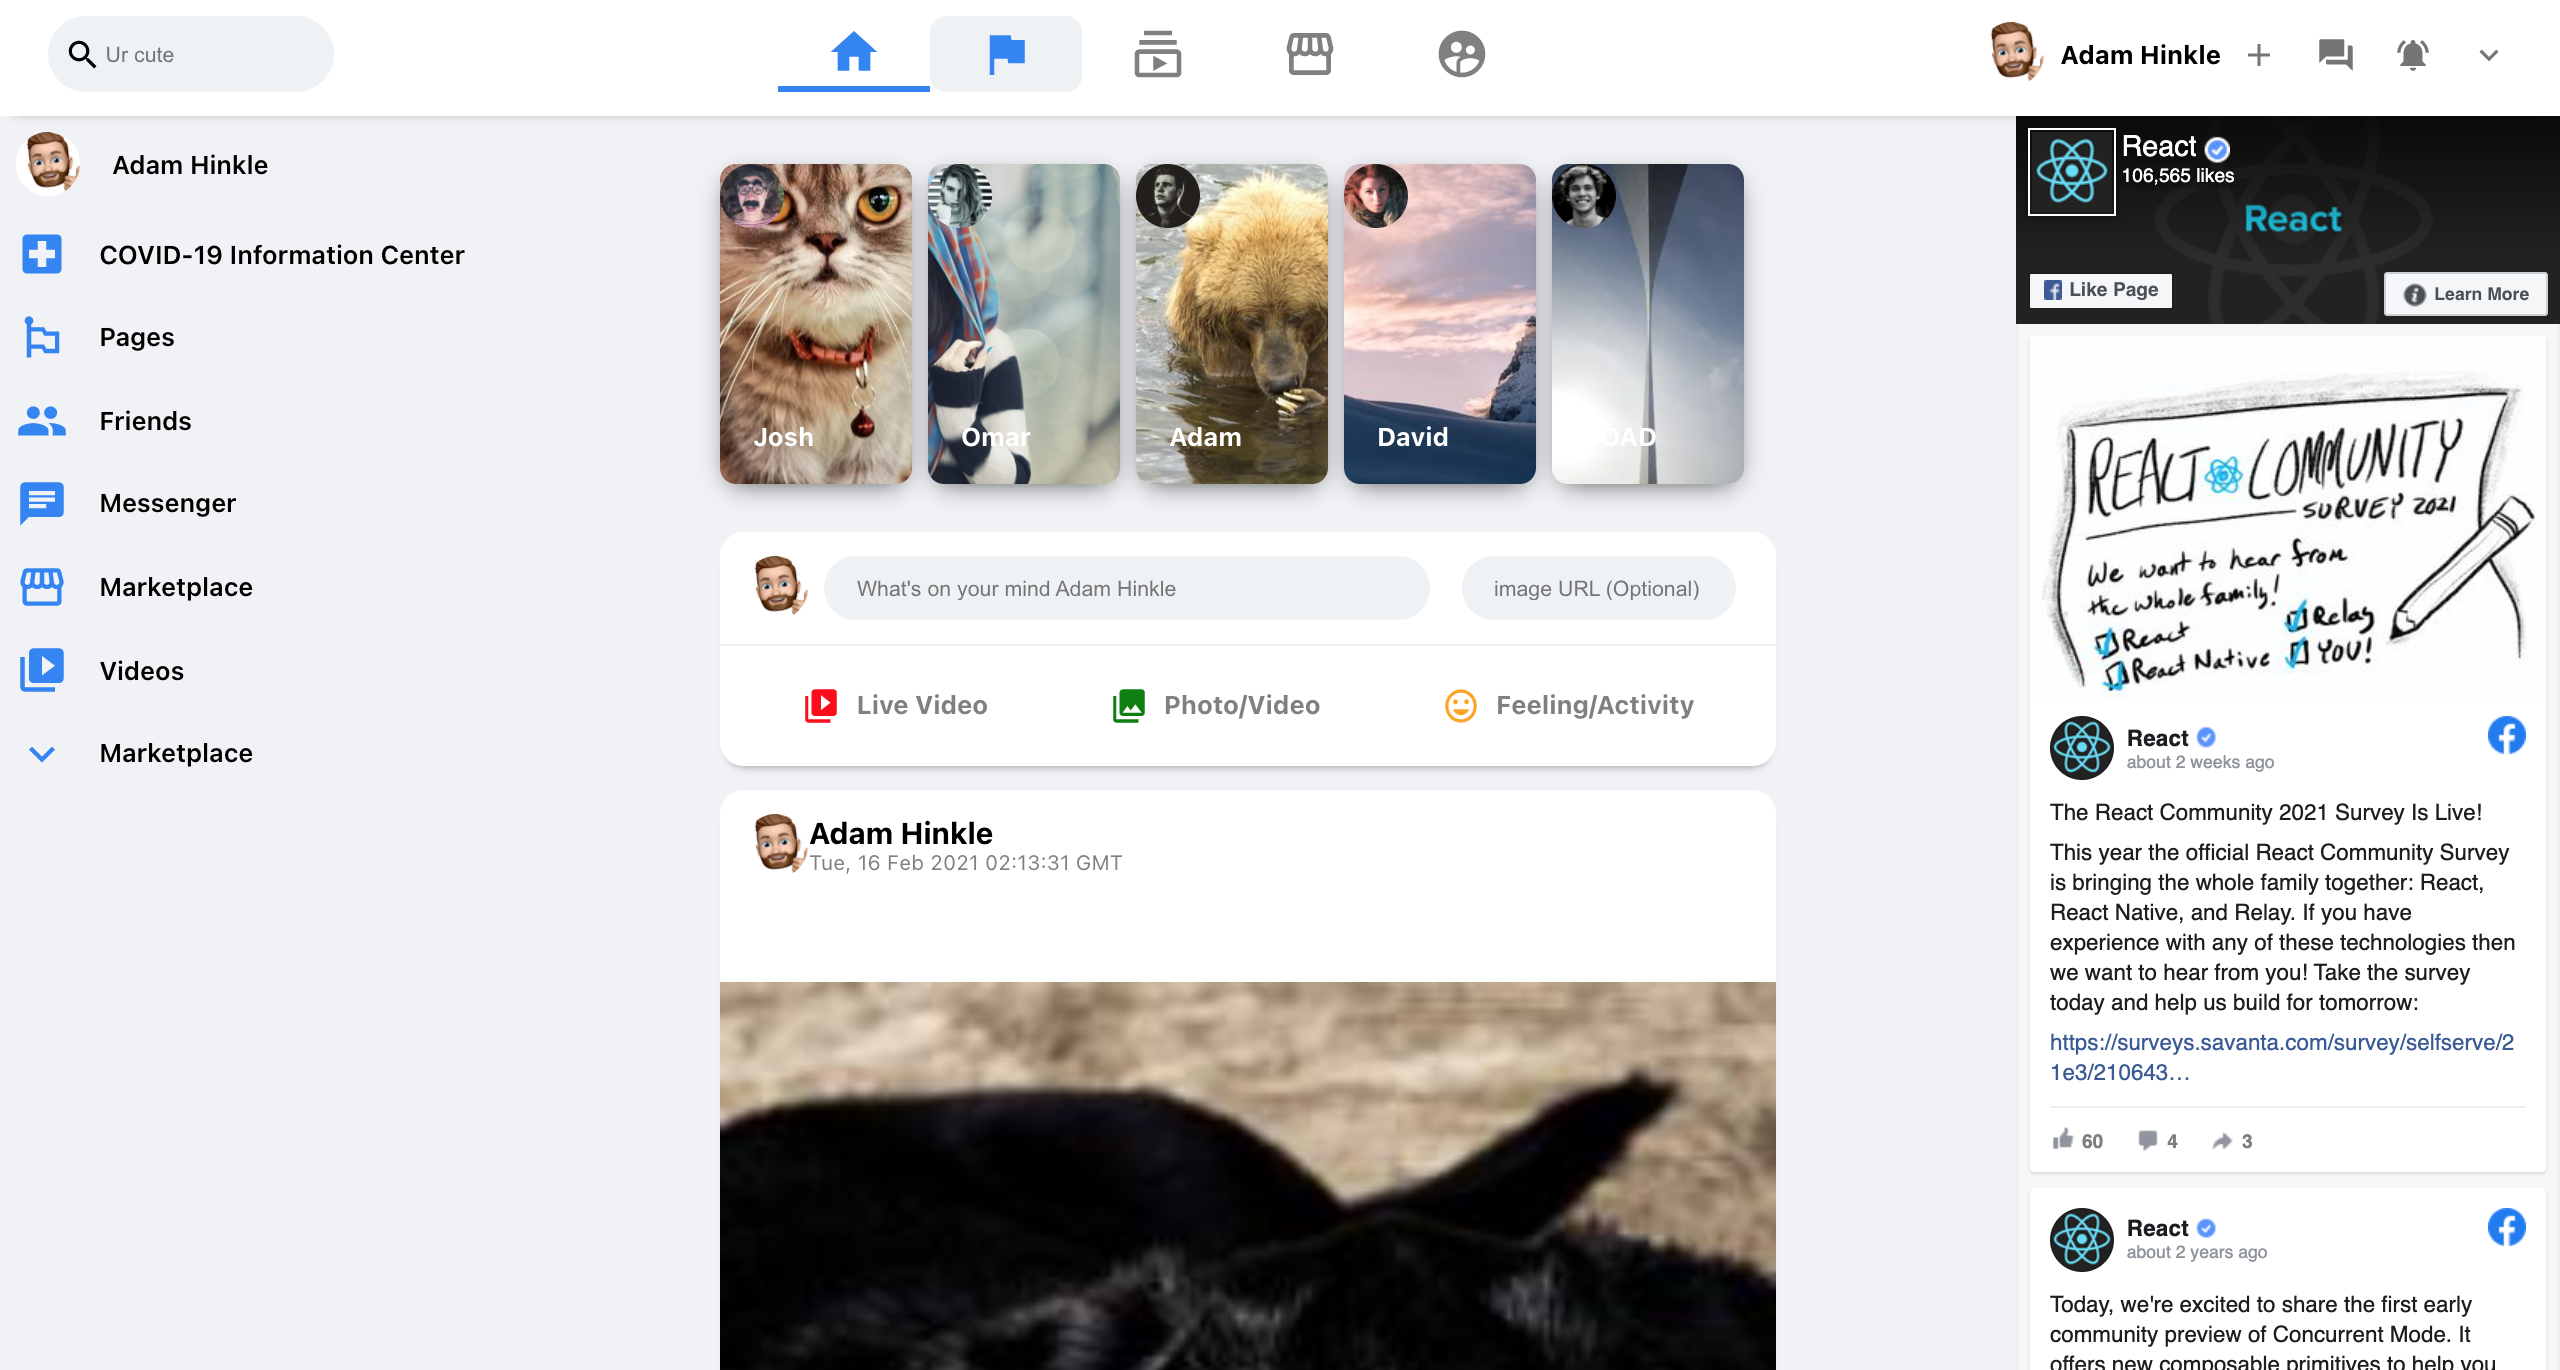 Ur cute
Adam Hinkle
Adam Hinkle
COVID-19 Information Center
Pages
Friends
Messenger
Marketplace
Videos
Marketplace
Josh
Omar
Adam
David
OAD
What's on your mind Adam Hinkle
image URL (Optional)
Live Video
Photo/Video
Feeling/Activity
Adam Hinkle
Tue, 16 Feb 2021 02:13:31 GMT
React
106,565 likes
React
Like Page
Learn More
REACT COMMUNITY
SURVEY 2021
We want to hear from
the whole family!
React
Relay
React Native
YOU!
React
about 2 weeks ago
The React Community 2021 Survey Is Live!
This year the official React Community Survey
is bringing the whole family together: React,
React Native, and Relay. If you have
experience with any of these technologies then
we want to hear from you! Take the survey
today and help us build for tomorrow:
https://surveys.savanta.com/survey/selfserve/2
1e3/210643…
60
4
3
React
about 2 years ago
Today, we're excited to share the first early
community preview of Concurrent Mode. It
offers new composable primitives to help you